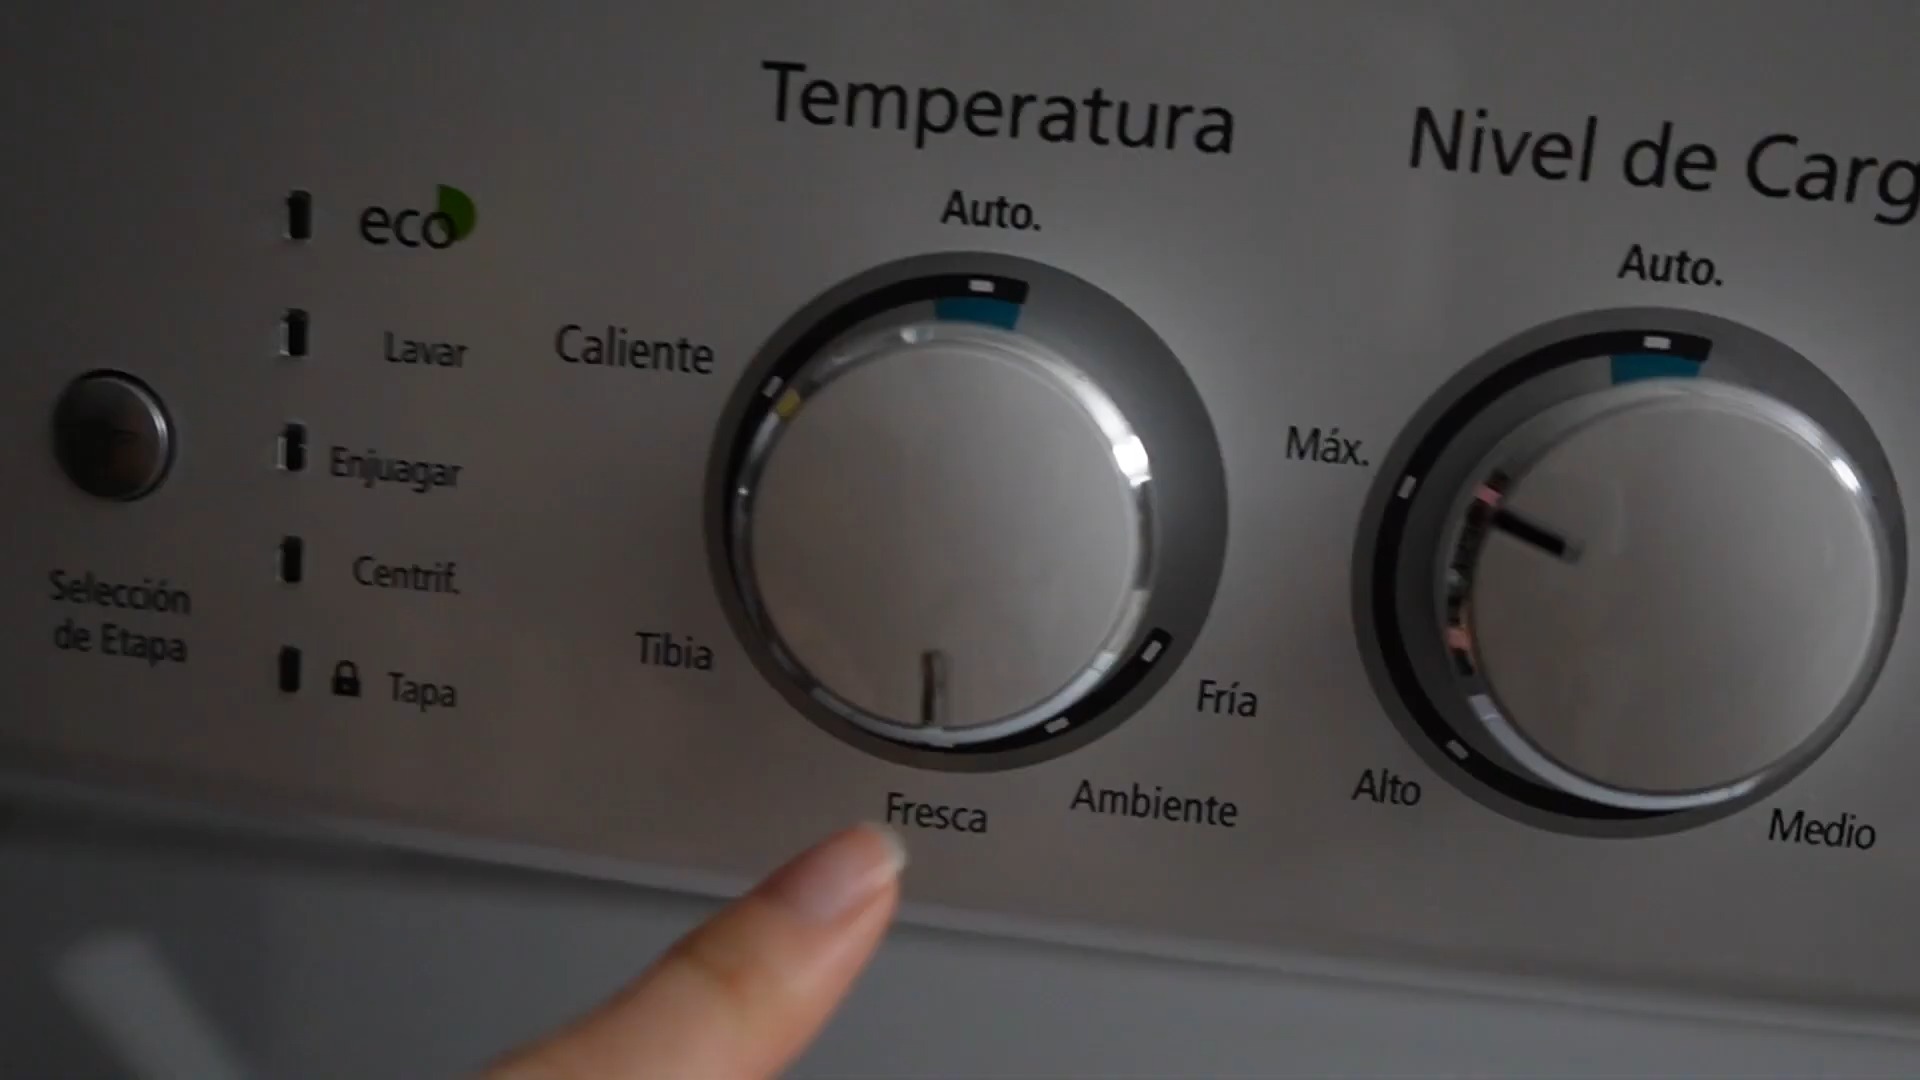 Temperatura
Nivel de Carg
eco
Auto.
Auto.
Lavar
Caliente
Máx.
Enjuagar
Centrif.
Selección
de Etapa
Tibia
Tapa
Fría
Alto
Fresca
Ambiente
Medio